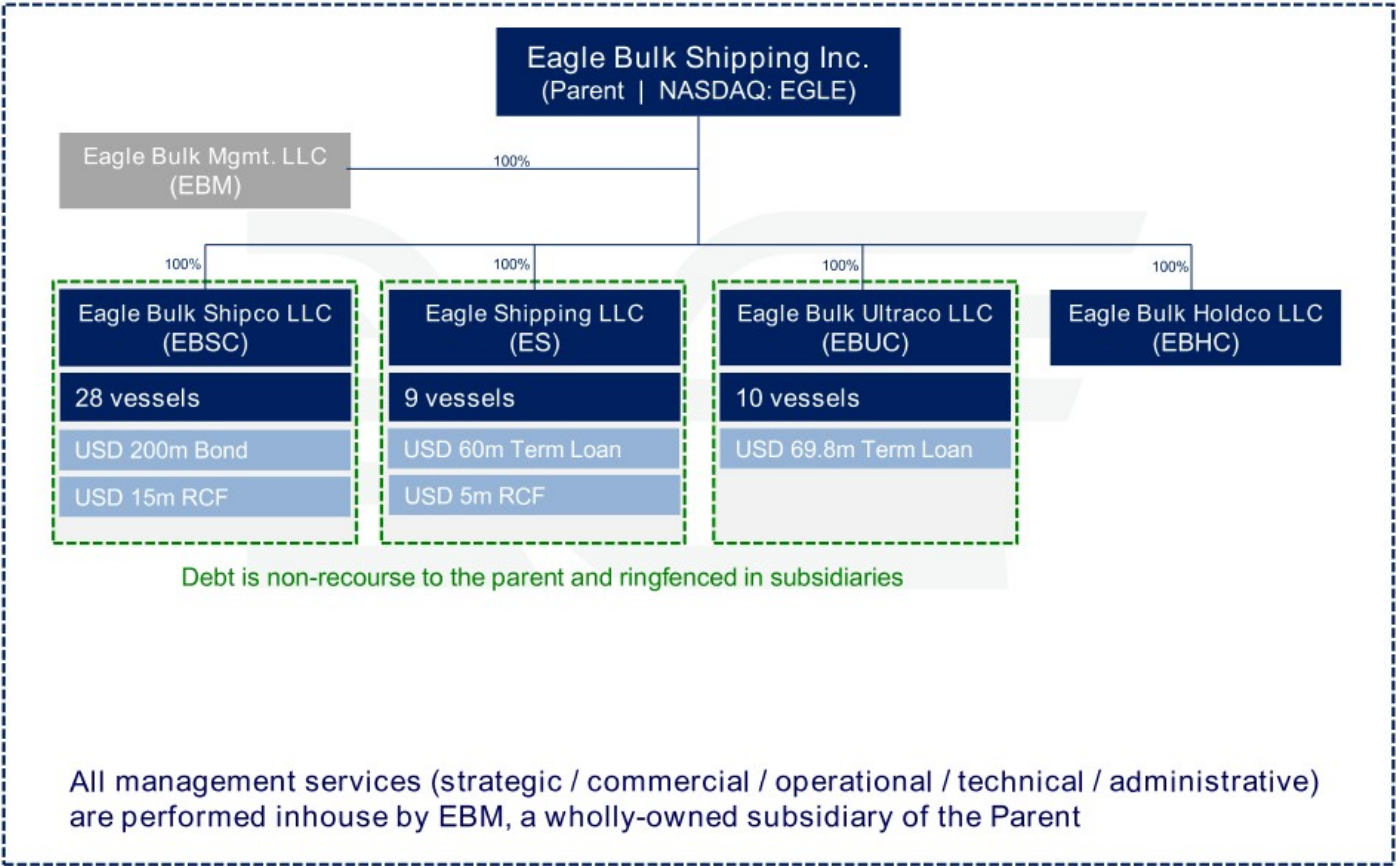 Eagle Bulk Shipping Inc.
(Parent | NASDAQ: EGLE)
Eagle Bulk Mgmt. LLC
(EBM)
100%
100%
100%
100%
100%
Eagle Bulk Shipco LLC
(EBSC)
28 vessels
USD 200m Bond
USD 15m RCF
Eagle Shipping LLC
(ES)
9 vessels
USD 60m Term Loan
USD 5m RCF
Eagle Bulk Ultraco LLC
(EBUC)
10 vessels
USD 69.8m Term Loan
Eagle Bulk Holdco LLC
(EBHC)
Debt is non-recourse to the parent and ringfenced in subsidiaries
All management services (strategic / commercial / operational / technical / administrative)
are performed inhouse by EBM, a wholly-owned subsidiary of the Parent